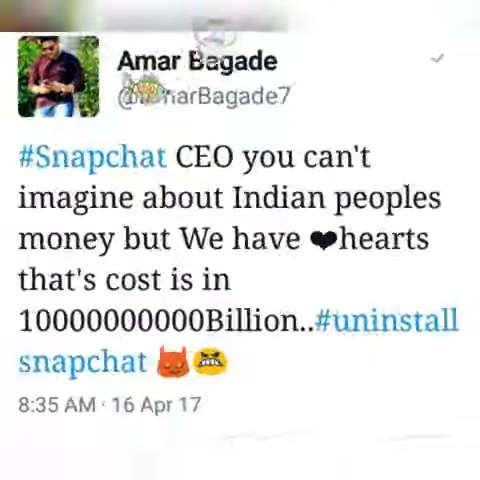 Amar Bagade
#Snapchat CEO you can't
imagine about Indian peoples
money but We have ❤hearts
that's cost is in
10000000000Billion..#uninstall
snapchat 👹😬
8:35 AM · 16 Apr 17